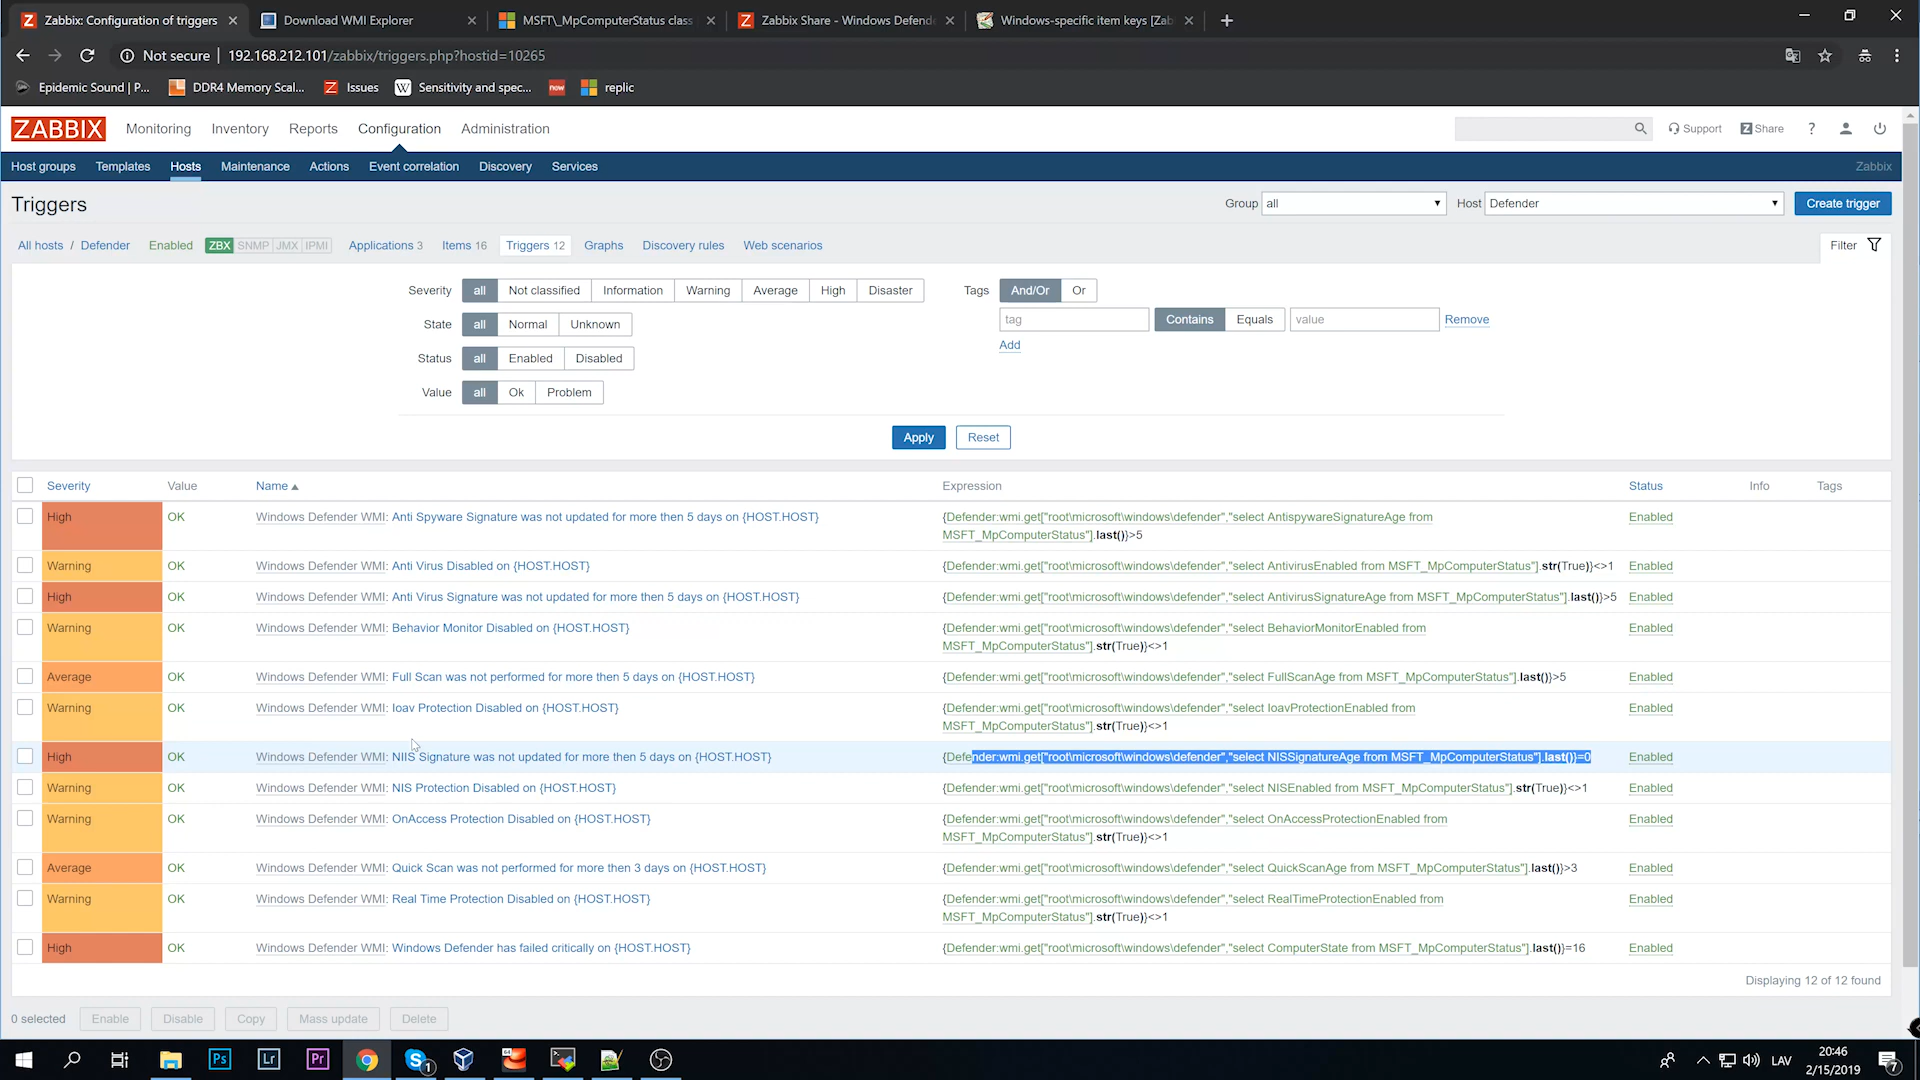 Zabbix: Configuration of triggers
Download WMI Explorer
MSFT\_MpComputerStatus class
Zabbix Share - Windows Defende
Windows-specific item keys [Zab
Not secure
192.168.212.101/zabbix/triggers.php?hostid=10265
Epidemic Sound | P...
DDR4 Memory Scal...
Issues
Sensitivity and spec...
now
replic
ZABBIX
Monitoring
Inventory
Reports
Configuration
Administration
Support
Share
?
Host groups
Templates
Hosts
Maintenance
Actions
Event correlation
Discovery
Services
Zabbix
Triggers
Group
all
Host
Defender
Create trigger
All hosts / Defender
Enabled
ZBX SNMP JMX IPMI
Applications 3
Items 16
Triggers 12
Graphs
Discovery rules
Web scenarios
Filter
Severity all Not classified Information Warning Average High Disaster
Tags And/Or Or
State all Normal Unknown
tag Contains Equals value Remove
Add
Status all Enabled Disabled
Value all Ok Problem
Apply Reset
Severity Value Name Expression Status Info Tags
High OK Windows Defender WMI: Anti Spyware Signature was not updated for more then 5 days on {HOST.HOST} {Defender:wmi.get["root\microsoft\windows\defender","select AntispywareSignatureAge from Enabled
MSFT_MpComputerStatus"].last()}>5
Warning OK Windows Defender WMI: Anti Virus Disabled on {HOST.HOST} {Defender:wmi.get["root\microsoft\windows\defender","select AntivirusEnabled from MSFT_MpComputerStatus"].str(True)}<>1 Enabled
High OK Windows Defender WMI: Anti Virus Signature was not updated for more then 5 days on {HOST.HOST} {Defender:wmi.get["root\microsoft\windows\defender","select AntivirusSignatureAge from MSFT_MpComputerStatus"].last()}>5 Enabled
Warning OK Windows Defender WMI: Behavior Monitor Disabled on {HOST.HOST} {Defender:wmi.get["root\microsoft\windows\defender","select BehaviorMonitorEnabled from Enabled
MSFT_MpComputerStatus"].str(True)}<>1
Average OK Windows Defender WMI: Full Scan was not performed for more then 5 days on {HOST.HOST} {Defender:wmi.get["root\microsoft\windows\defender","select FullScanAge from MSFT_MpComputerStatus"].last()}>5 Enabled
Warning OK Windows Defender WMI: Ioav Protection Disabled on {HOST.HOST} {Defender:wmi.get["root\microsoft\windows\defender","select IoavProtectionEnabled from Enabled
MSFT_MpComputerStatus"].str(True)}<>1
High OK Windows Defender WMI: NIIS Signature was not updated for more then 5 days on {HOST.HOST} {Defender:wmi.get["root\microsoft\windows\defender","select NISSignatureAge from MSFT_MpComputerStatus"].last()}=0 Enabled
Warning OK Windows Defender WMI: NIS Protection Disabled on {HOST.HOST} {Defender:wmi.get["root\microsoft\windows\defender","select NISEnabled from MSFT_MpComputerStatus"].str(True)}<>1 Enabled
Warning OK Windows Defender WMI: OnAccess Protection Disabled on {HOST.HOST} {Defender:wmi.get["root\microsoft\windows\defender","select OnAccessProtectionEnabled from Enabled
MSFT_MpComputerStatus"].str(True)}<>1
Average OK Windows Defender WMI: Quick Scan was not performed for more then 3 days on {HOST.HOST} {Defender:wmi.get["root\microsoft\windows\defender","select QuickScanAge from MSFT_MpComputerStatus"].last()}>3 Enabled
Warning OK Windows Defender WMI: Real Time Protection Disabled on {HOST.HOST} {Defender:wmi.get["root\microsoft\windows\defender","select RealTimeProtectionEnabled from Enabled
MSFT_MpComputerStatus"].str(True)}<>1
High OK Windows Defender WMI: Windows Defender has failed critically on {HOST.HOST} {Defender:wmi.get["root\microsoft\windows\defender","select ComputerState from MSFT_MpComputerStatus"].last()}=16 Enabled
Displaying 12 of 12 found
0 selected Enable Disable Copy Mass update Delete
Ps
Lr
Pr
1
LAV
20:46
2/15/2019
7